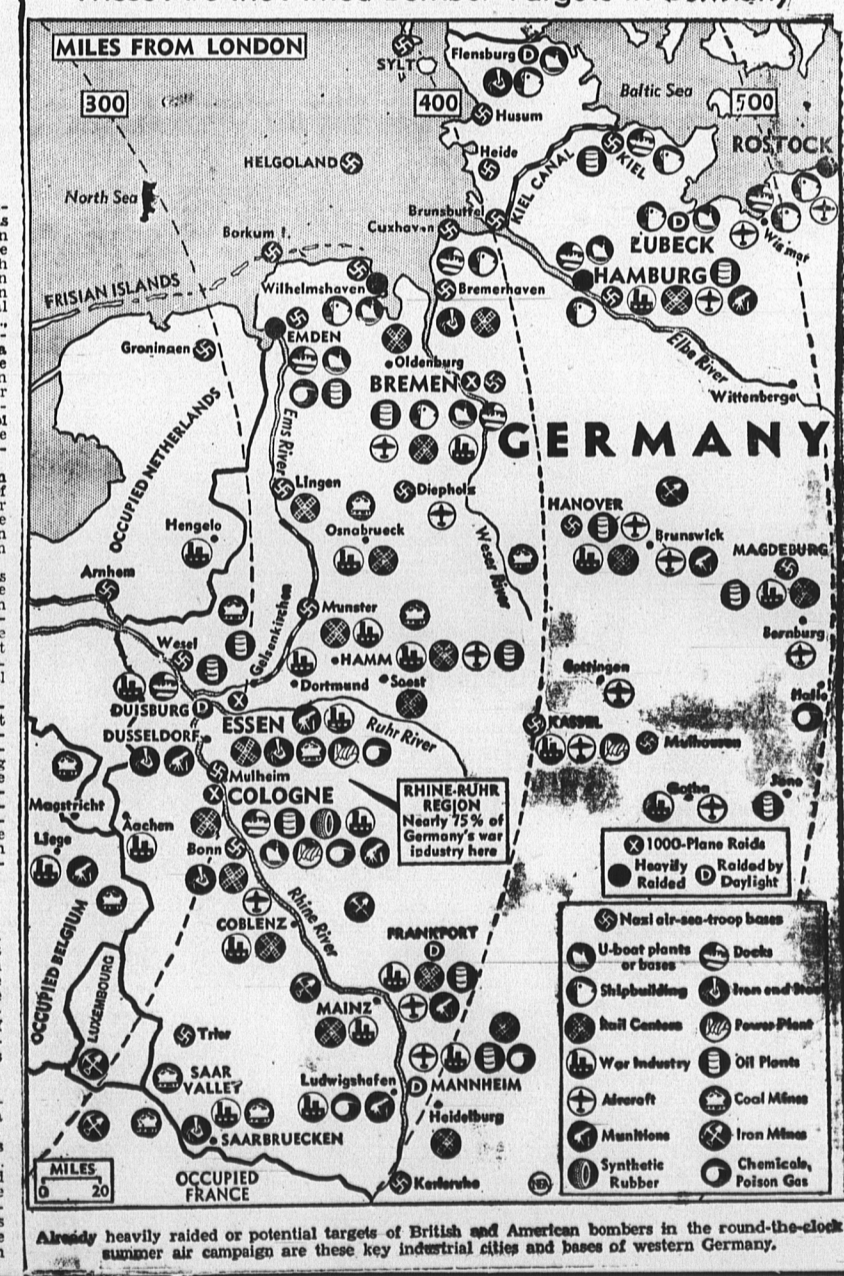 MILES FROM LONDON
SYLT
Flensburg D
300
400
Baltic Sea
500
Husum
ROSTOCK
Heide
HELGOLAND
KIEL
KIEL CANAL
North Sea
Brunsbuttel
Cuxhaven
Borkum
D
LUBECK
Wismar
FRISIAN ISLANDS
Wilhelmshaven
Bremerhaven
HAMBURG
EMDEN
Groningen
Oldenburg
Elbe River
BREMEN
Wittenberge
OCCUPIED NETHERLANDS
Ems River
GERMANY
Lingen
Diepholz
HANOVER
Hengelo
Osnabrueck
Weser River
Brunswick
MAGDEBURG
Arnhem
Munster
Bernburg
Gelsenkirchen
Wesel
HAMM
Gottingen
Dortmund
Soest
Halle
DUISBURG D
ESSEN
KASSEL
DUSSELDORF
Ruhr River
Mulhausen
Mulheim
COLOGNE
RHINE-RUHR
REGION
Nearly 75% of
Germany's war
industry here
Gotha
Jena
Magstricht
Aachen
Liege
Bonn
1000-Plane Raids
Heavily
Raided
D Raided by
Daylight
Rhine River
COBLENZ
FRANKFORT
D
OCCUPIED BELGIUM
LUXEMBOURG
Nazi air-sea-troop bases
U-boat plants
or bases
Docks
Shipbuilding
Iron and Steel
Rail Centers
Power Plant
War Industry
Oil Plants
Aircraft
Coal Mines
Munitions
Iron Mines
Synthetic
Rubber
Chemicals,
Poison Gas
MAINZ
Trier
SAAR
VALLEY
Ludwigshafen
D MANNHEIM
Heidelburg
SAARBRUECKEN
MILES
0 20
OCCUPIED
FRANCE
Karlsruhe
NEA
Already heavily raided or potential targets of British and American bombers in the round-the-clock
summer air campaign are these key industrial cities and bases of western Germany.